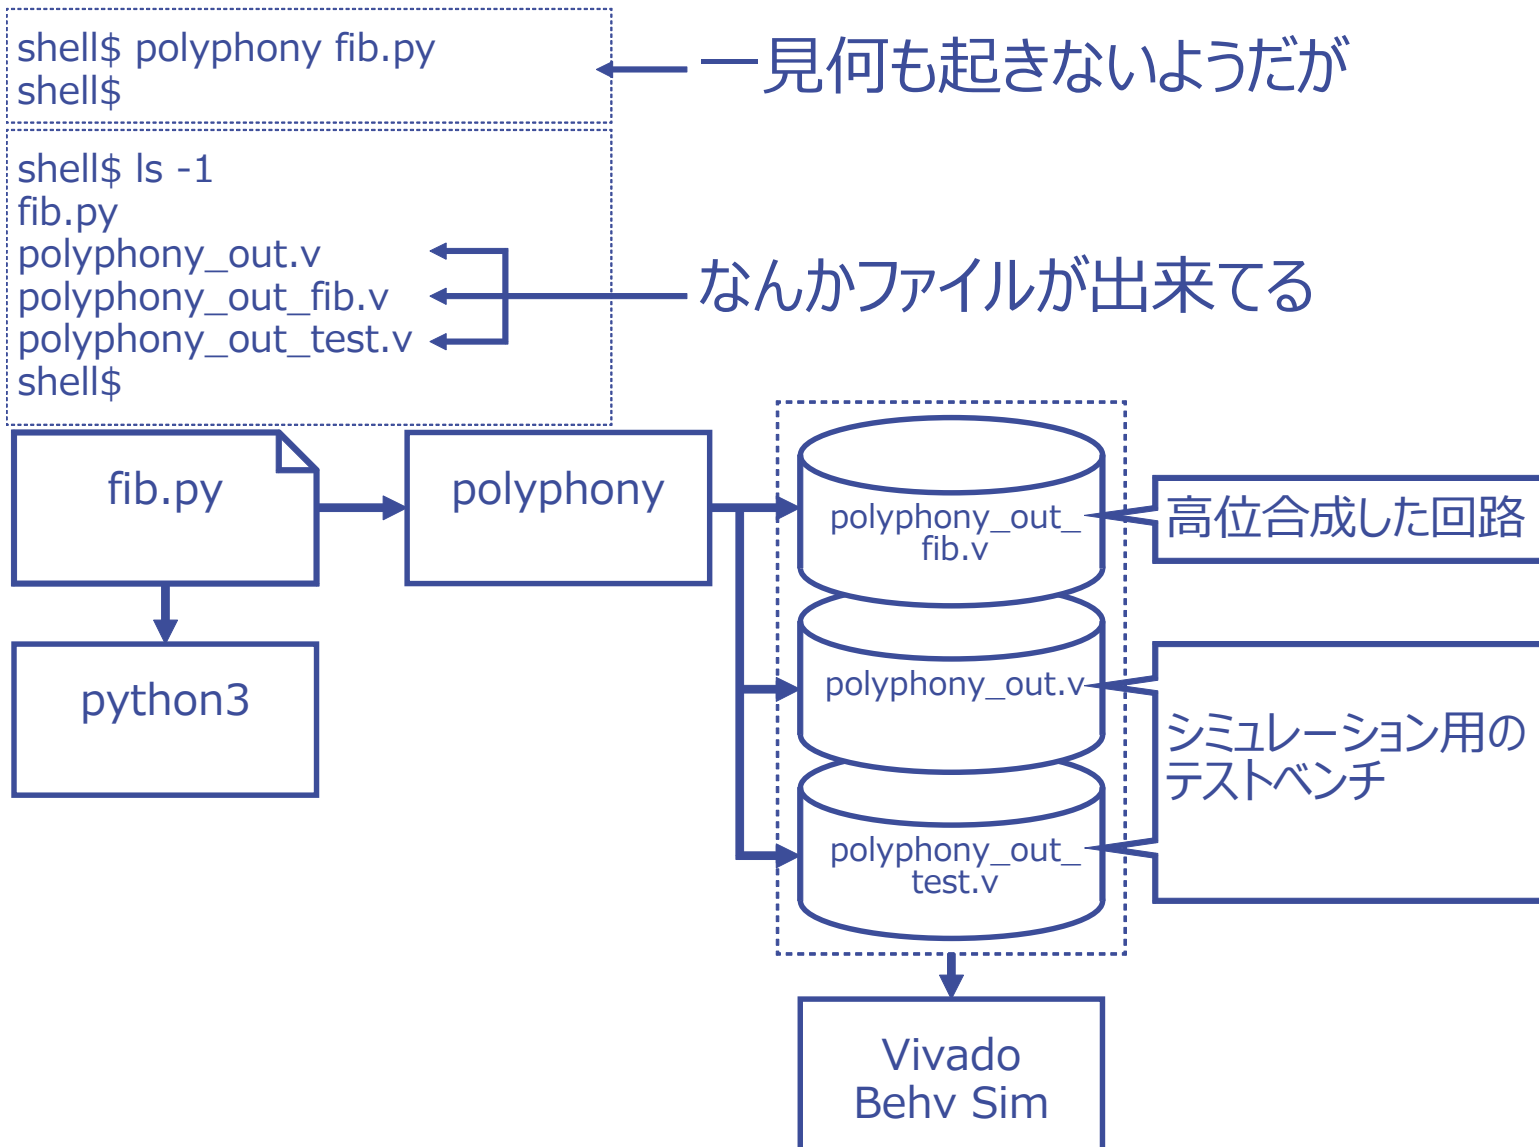 shell$ polyphony fib.py
shell$
一見何も起きないようだが
shell$ ls -1
fib.py
polyphony_out.v
polyphony_out_fib.v
polyphony_out_test.v
shell$
なんかファイルが出来てる
fib.py
polyphony
polyphony_out_
fib.v
高位合成した回路
python3
polyphony_out.v
シミュレーション用の
テストベンチ
polyphony_out_
test.v
Vivado
Behv Sim